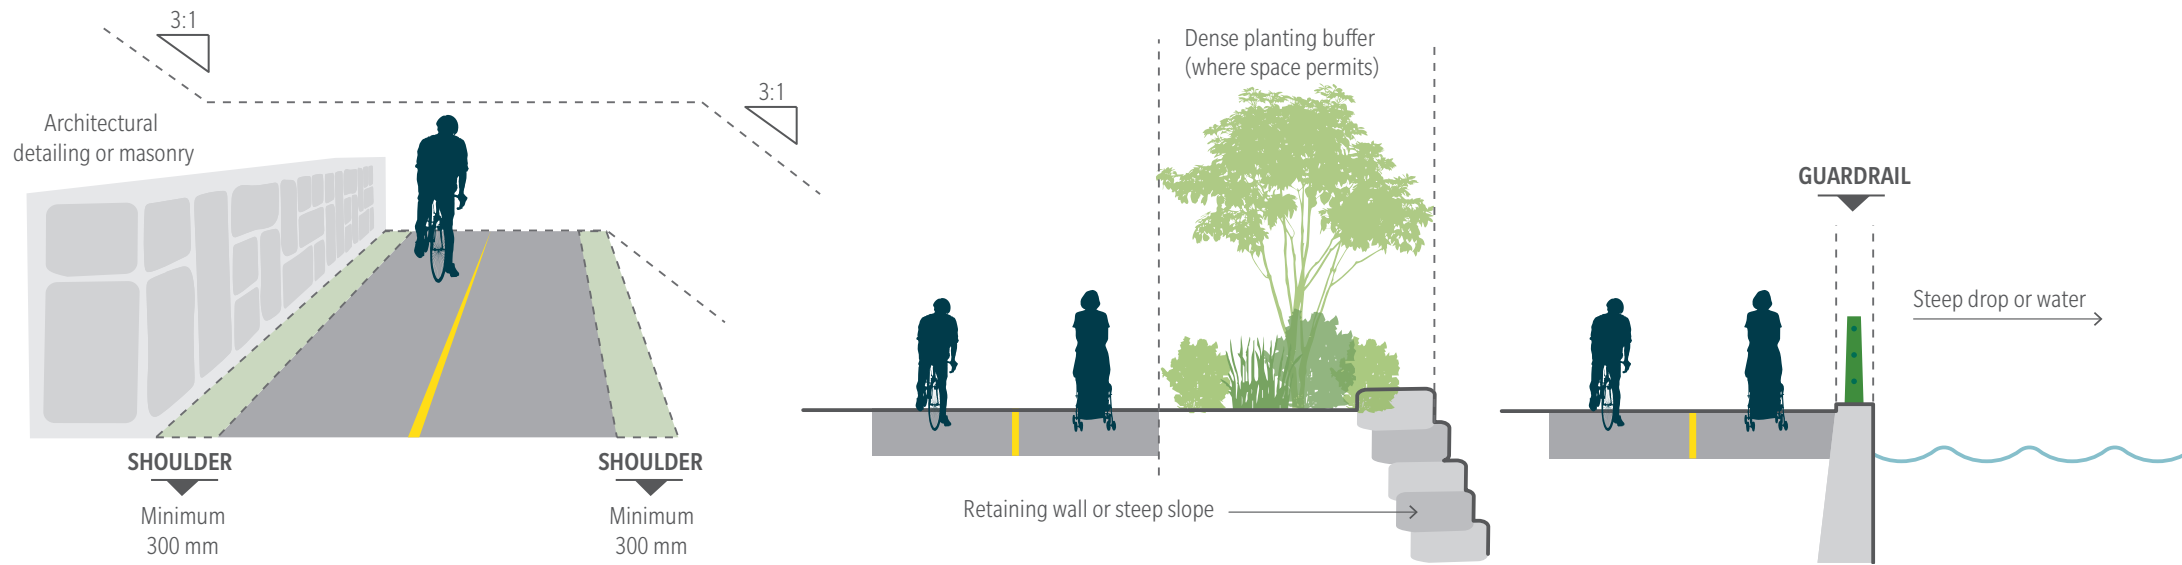 3:1
3:1
Architectural
detailing or masonry
SHOULDER
Minimum
300 mm
SHOULDER
Minimum
300 mm
Dense planting buffer
(where space permits)
Retaining wall or steep slope
GUARDRAIL
Steep drop or water